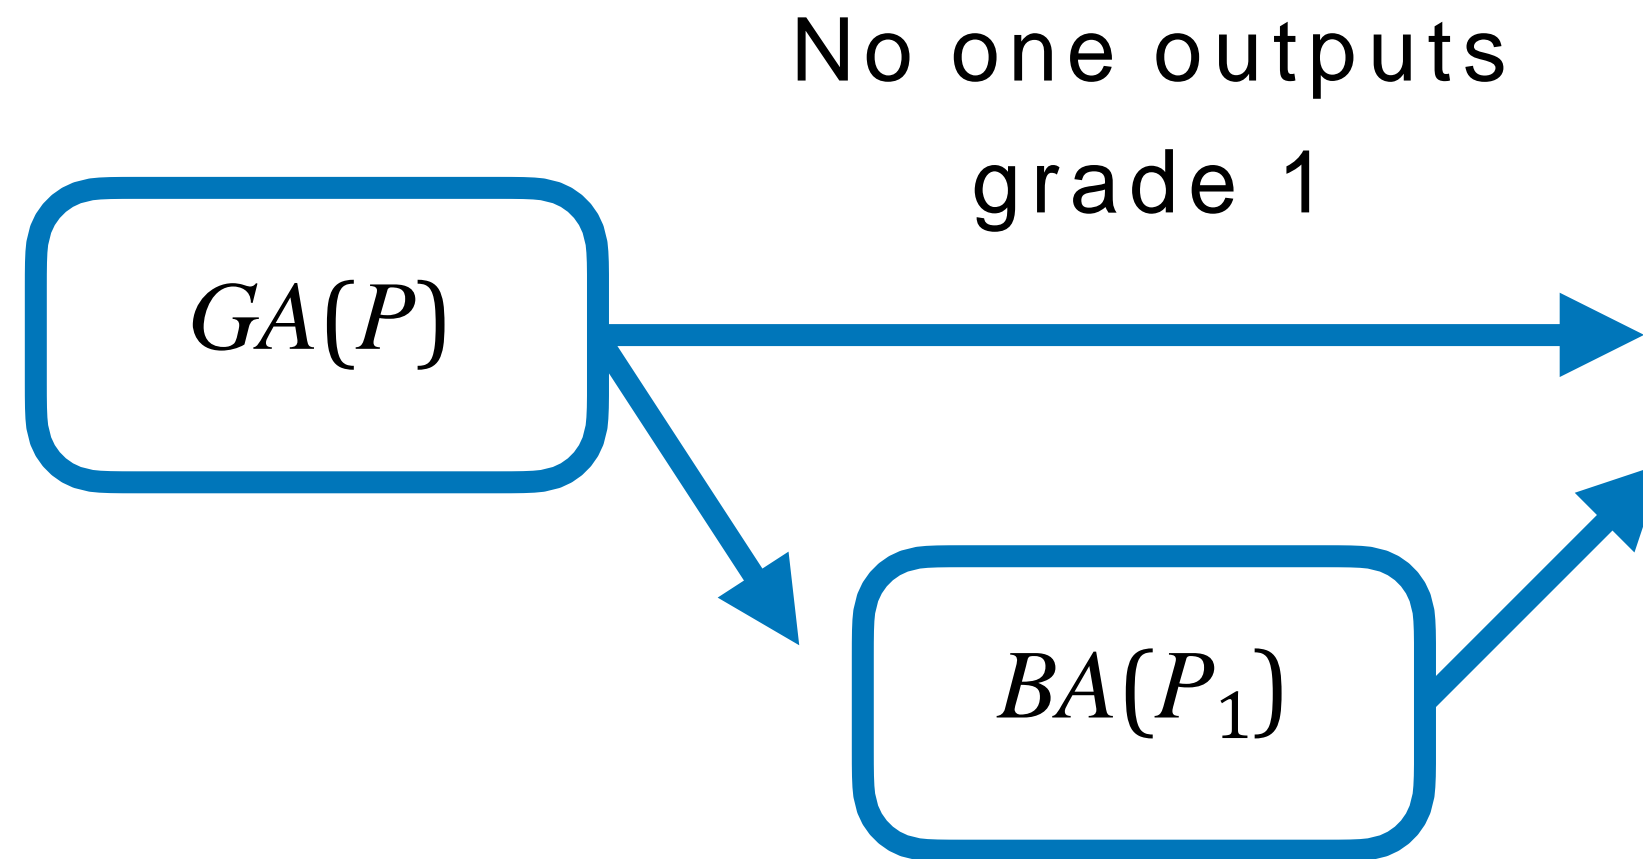 No one outputs
grade 1
GA(P)
BA(P₁)